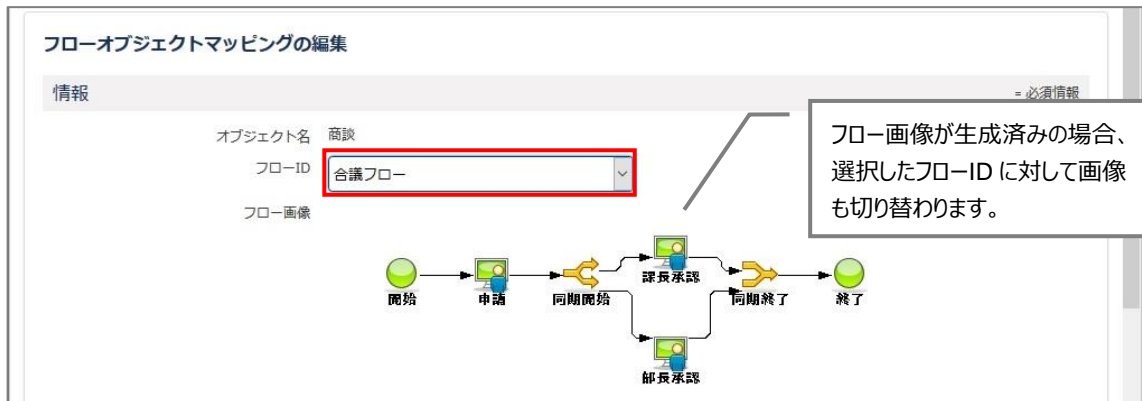 フローオブジェクトマッピングの編集
情報
= 必須情報
オブジェクト名 商談
フローID 合議フロー
フロー画像
フロー画像が生成済みの場合、
選択したフローID に対して画像
も切り替わります。
開始
申請
同期開始
課長承認
同期終了
終了
部長承認